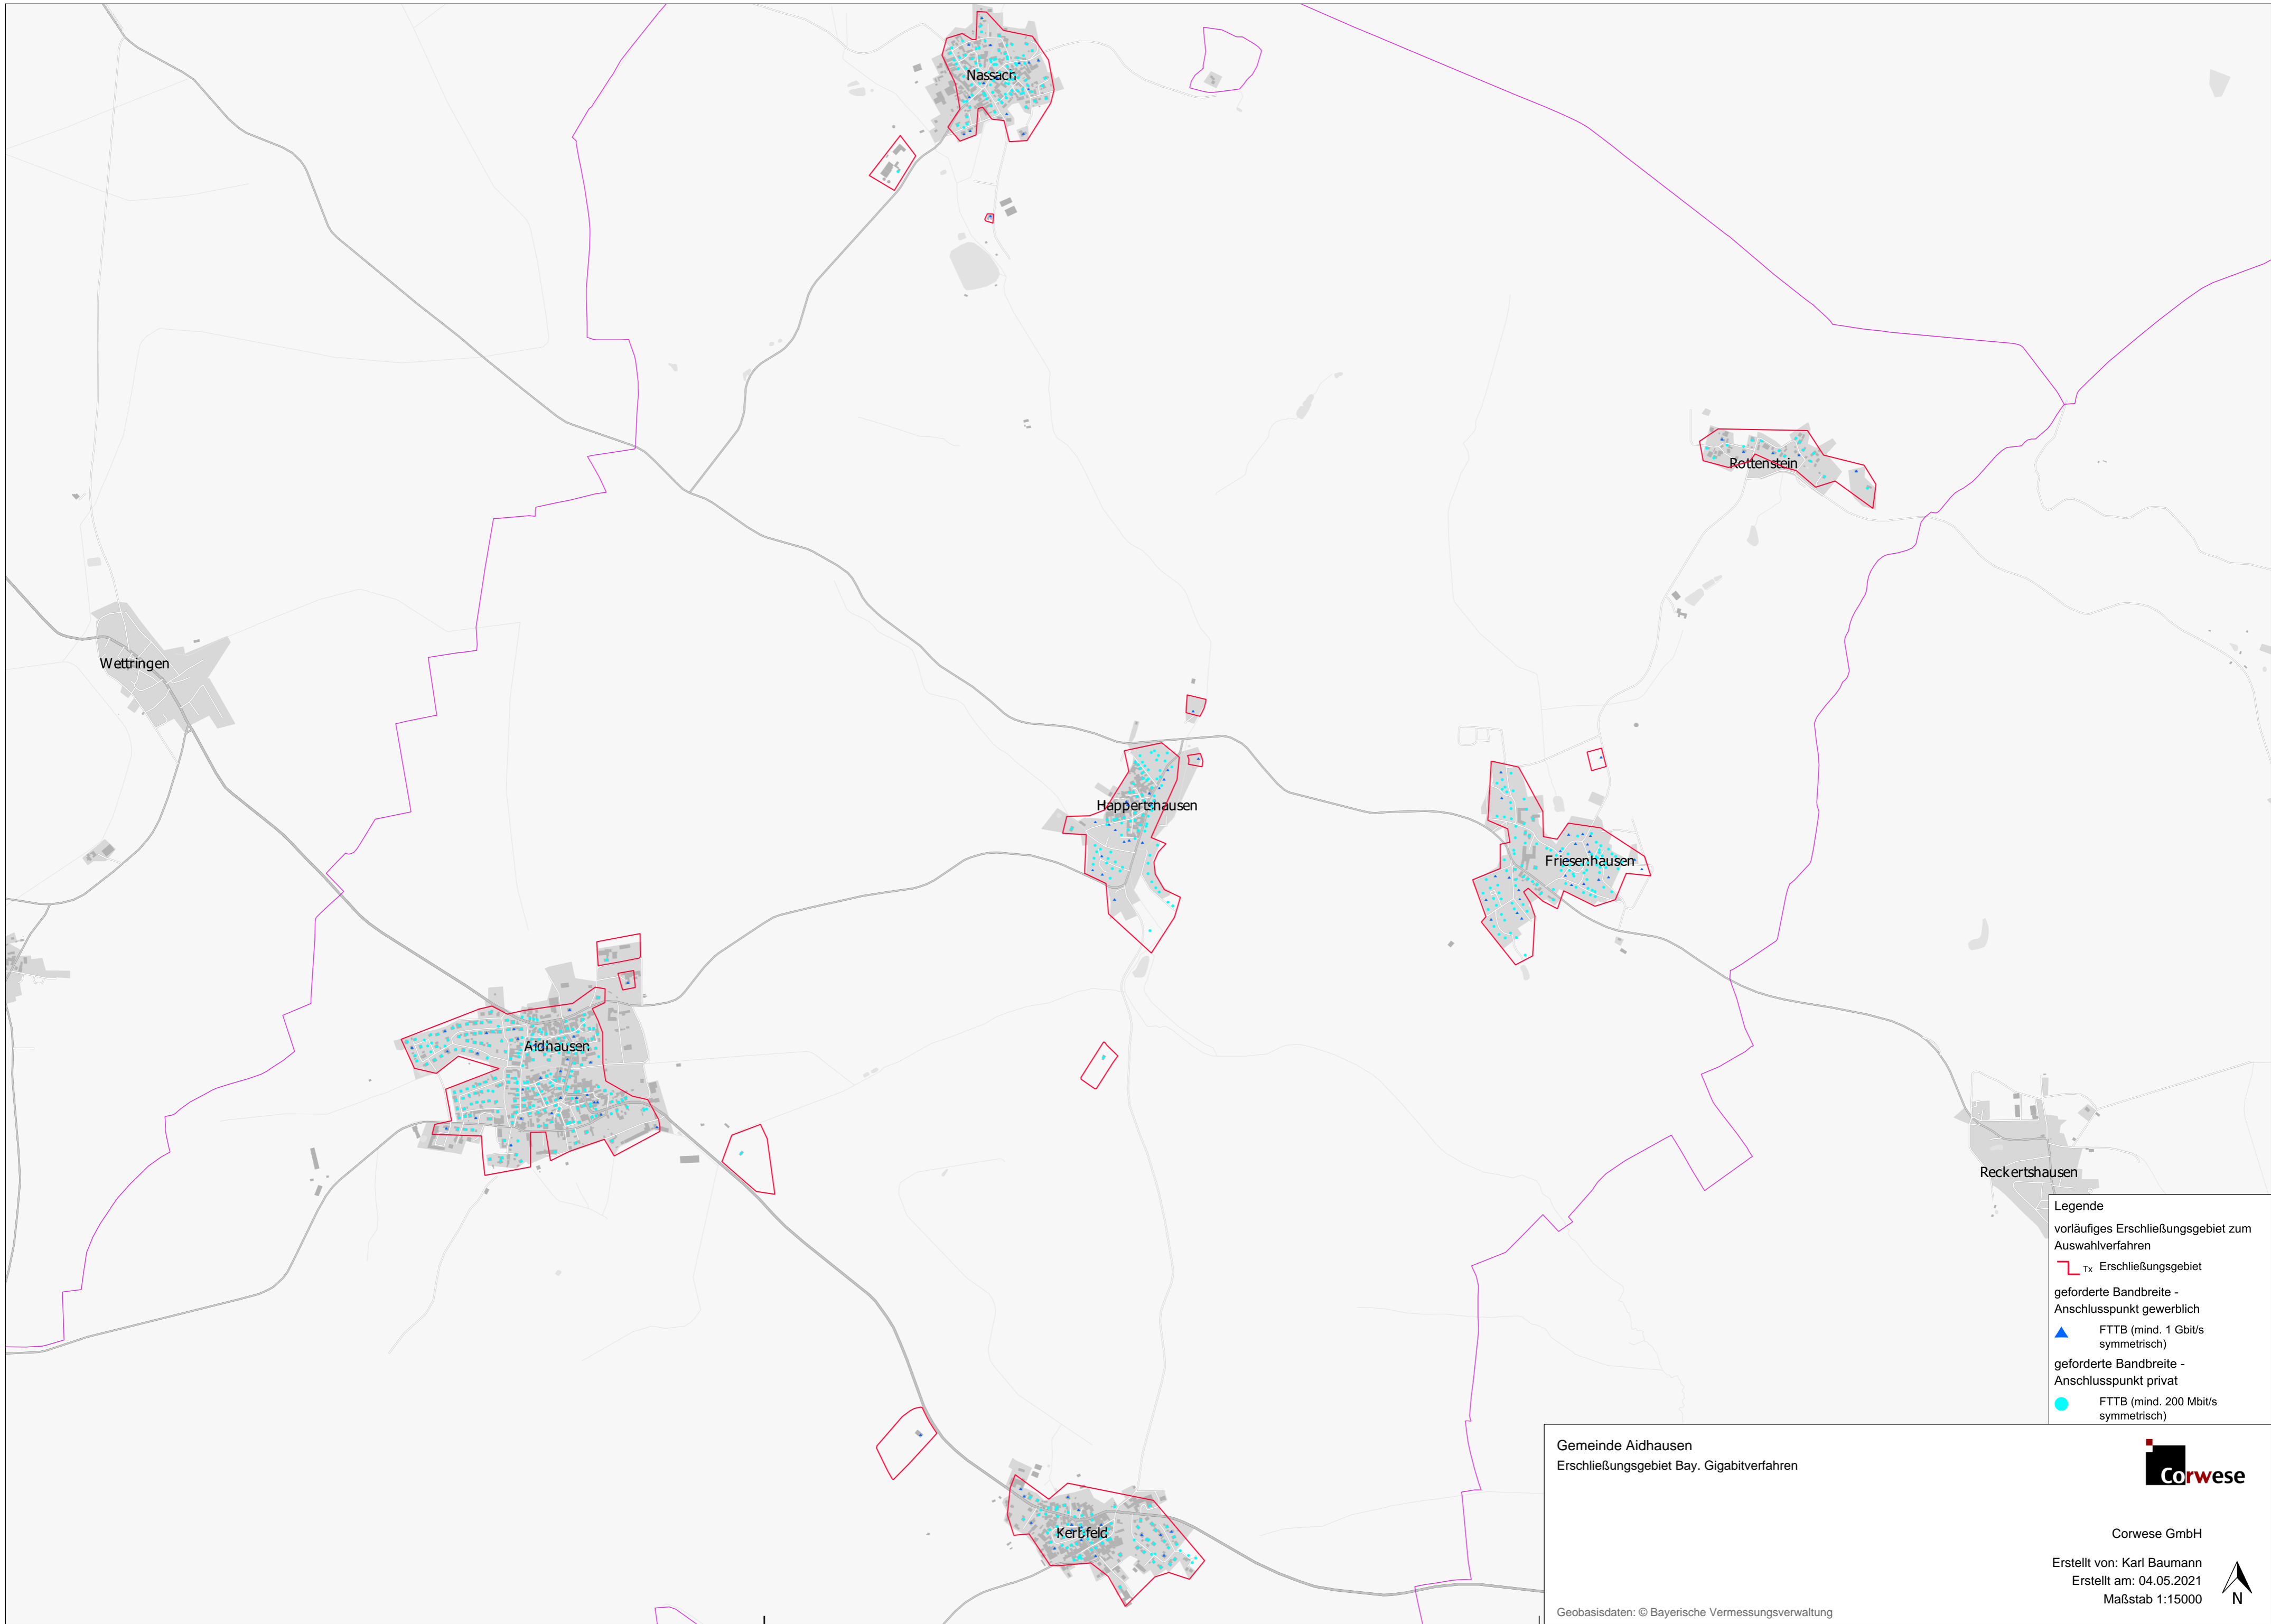 Nassach
Rottenstein
Wettringen
Happertshausen
Friesenhausen
Aidhausen
Reckertshausen
Kerbfeld
Legende
vorläufiges Erschließungsgebiet zum
Auswahlverfahren
Tx Erschließungsgebiet
geforderte Bandbreite -
Anschlusspunkt gewerblich
FTTB (mind. 1 Gbit/s
symmetrisch)
geforderte Bandbreite -
Anschlusspunkt privat
FTTB (mind. 200 Mbit/s
symmetrisch)
Gemeinde Aidhausen
Erschließungsgebiet Bay. Gigabitverfahren
Corwese
Corwese GmbH
Erstellt von: Karl Baumann
Erstellt am: 04.05.2021
Maßstab 1:15000
N
Geobasisdaten: © Bayerische Vermessungsverwaltung